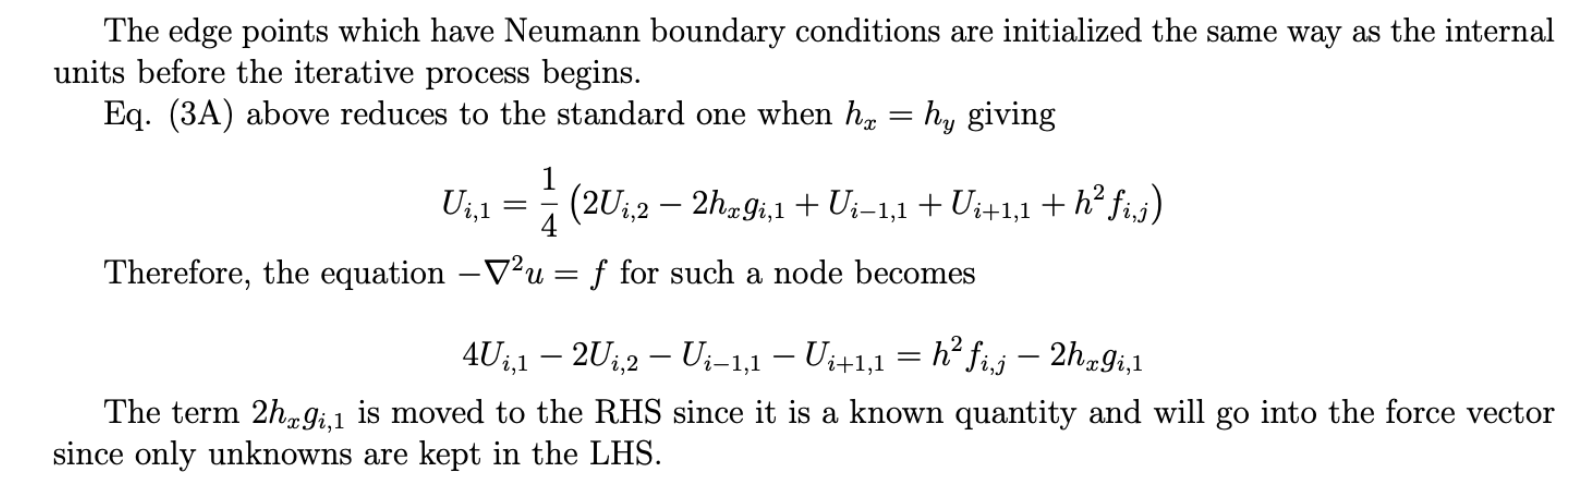 The edge points which have Neumann boundary conditions are initialized the same way as the internal
units before the iterative process begins.
Eq. (3A) above reduces to the standard one when $h_x = h_y$ giving
$$U_{i,1} = \frac{1}{4} \left(2U_{i,2} - 2h_x g_{i,1} + U_{i-1,1} + U_{i+1,1} + h^2 f_{i,j}\right)$$
Therefore, the equation $-\nabla^2 u = f$ for such a node becomes
$$4U_{i,1} - 2U_{i,2} - U_{i-1,1} - U_{i+1,1} = h^2 f_{i,j} - 2h_x g_{i,1}$$
The term $2h_x g_{i,1}$ is moved to the RHS since it is a known quantity and will go into the force vector
since only unknowns are kept in the LHS.